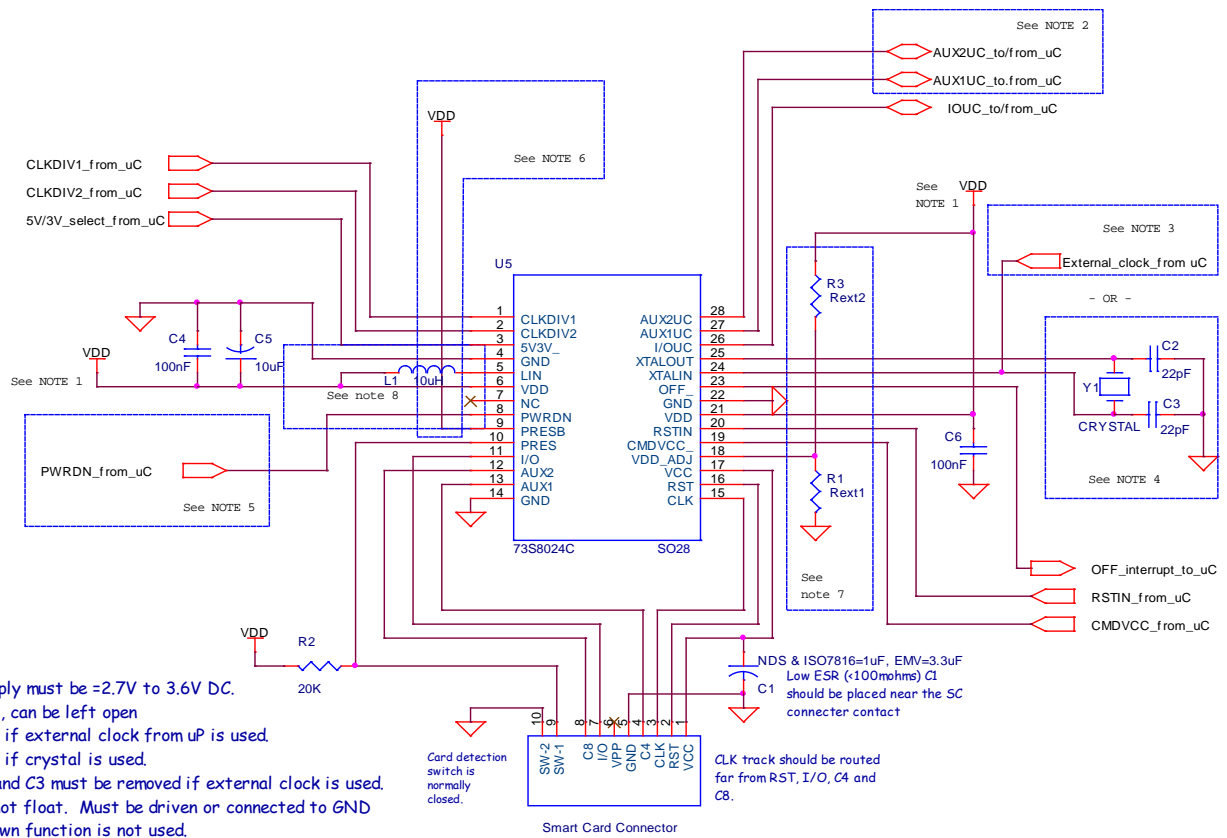 See NOTE 2
AUX2UC_to/from_uC
AUX1UC_to.from_uC
IOUC_to/from_uC
VDD
See NOTE 6
CLKDIV1_from_uC
CLKDIV2_from_uC
5V/3V_select_from_uC
See
NOTE 1
VDD
See NOTE 3
External_clock_from uC
- OR -
U5
1 CLKDIV1
2 CLKDIV2
3 5V3V_
4 GND
5 LIN
6 VDD
7 NC
8 PWRDN
9 PRESB
10 PRES
11 I/O
12 AUX2
13 AUX1
14 GND
AUX2UC 28
AUX1UC 27
I/OUC 26
XTALOUT 25
XTALIN 24
OFF_ 23
GND 22
VDD 21
RSTIN 20
CMDVCC_ 19
VDD_ADJ 18
VCC 17
RST 16
CLK 15
73S8024C
SO28
R3
Rext2
R1
Rext1
See
note 7
C4
100nF
C5
10uF
VDD
See NOTE 1
L1
10uH
See note 8
PWRDN_from_uC
See NOTE 5
C2
22pF
Y1
CRYSTAL
C3
22pF
See NOTE 4
C6
100nF
OFF_interrupt_to_uC
RSTIN_from_uC
CMDVCC_from_uC
VDD
R2
20K
C1
NDS & ISO7816=1uF, EMV=3.3uF
Low ESR (<100mohms) C1
should be placed near the SC
connecter contact
ply must be =2.7V to 3.6V DC.
, can be left open
if external clock from uP is used.
if crystal is used.
and C3 must be removed if external clock is used.
not float. Must be driven or connected to GND
wn function is not used.
Card detection
switch is
normally
closed.
10 9 8 7 6 5 4 3 2 1
SW-2 SW-1 C8 I/O VPP GND C4 CLK RST VCC
CLK track should be routed
far from RST, I/O, C4 and
C8.
Smart Card Connector